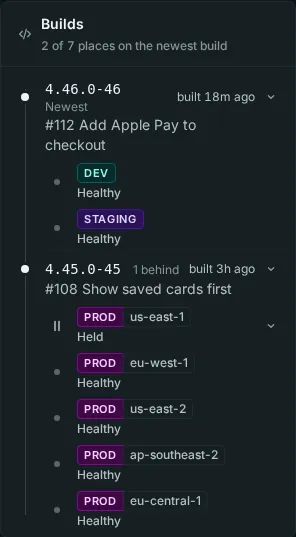 Builds
2 of 7 places on the newest build
4.46.0-46
built 18m ago
Newest
#112 Add Apple Pay to
checkout
DEV
Healthy
STAGING
Healthy
4.45.0-45 1 behind built 3h ago
#108 Show saved cards first
PROD us-east-1
Held
PROD eu-west-1
Healthy
PROD us-east-2
Healthy
PROD ap-southeast-2
Healthy
PROD eu-central-1
Healthy